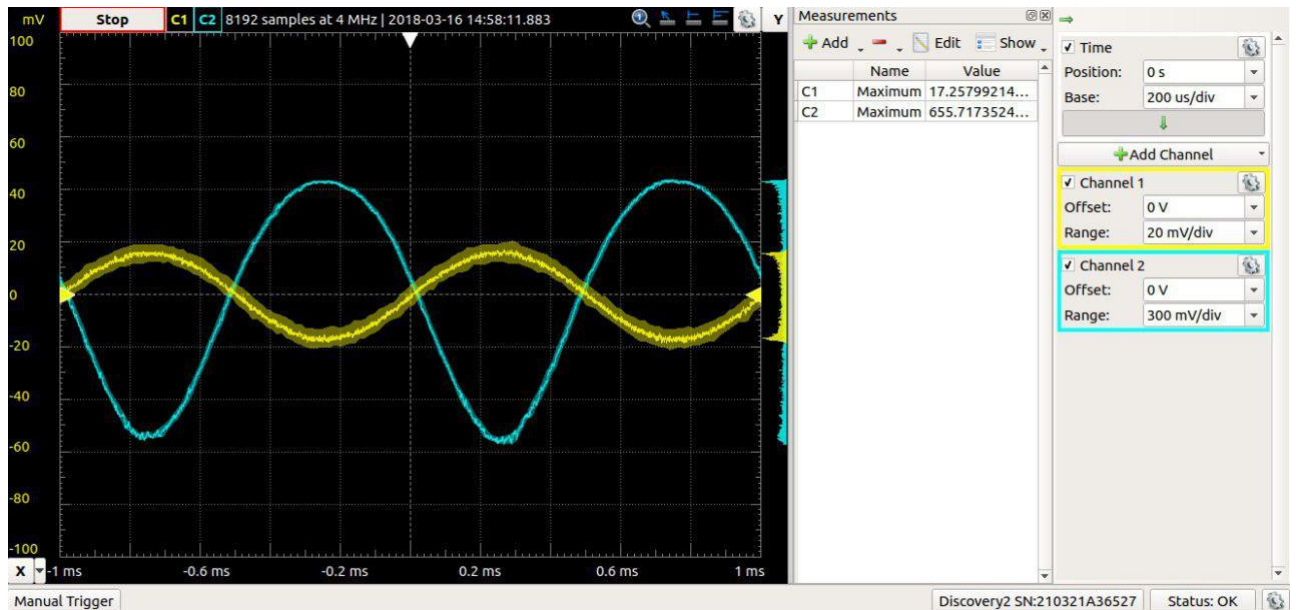 mV Stop C1 C2 8192 samples at 4 MHz | 2018-03-16 14:58:11.883 Y
100
80
60
40
20
0
-20
-40
-60
-80
-100
X -1 ms -0.6 ms -0.2 ms 0.2 ms 0.6 ms 1 ms
Measurements
Add Edit Show
Name Value
C1 Maximum 17.25799214...
C2 Maximum 655.7173524...
Time
Position: 0 s
Base: 200 us/div
Add Channel
Channel 1
Offset: 0 V
Range: 20 mV/div
Channel 2
Offset: 0 V
Range: 300 mV/div
Manual Trigger Discovery2 SN:210321A36527 Status: OK